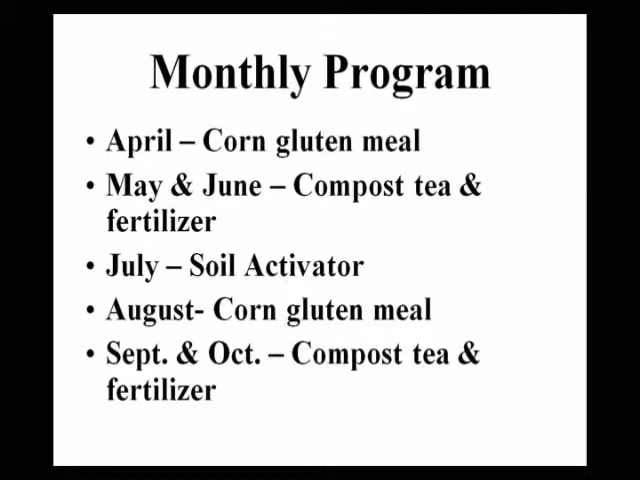 Monthly Program
• April – Corn gluten meal
• May & June – Compost tea &
fertilizer
• July – Soil Activator
• August- Corn gluten meal
• Sept. & Oct. – Compost tea &
fertilizer